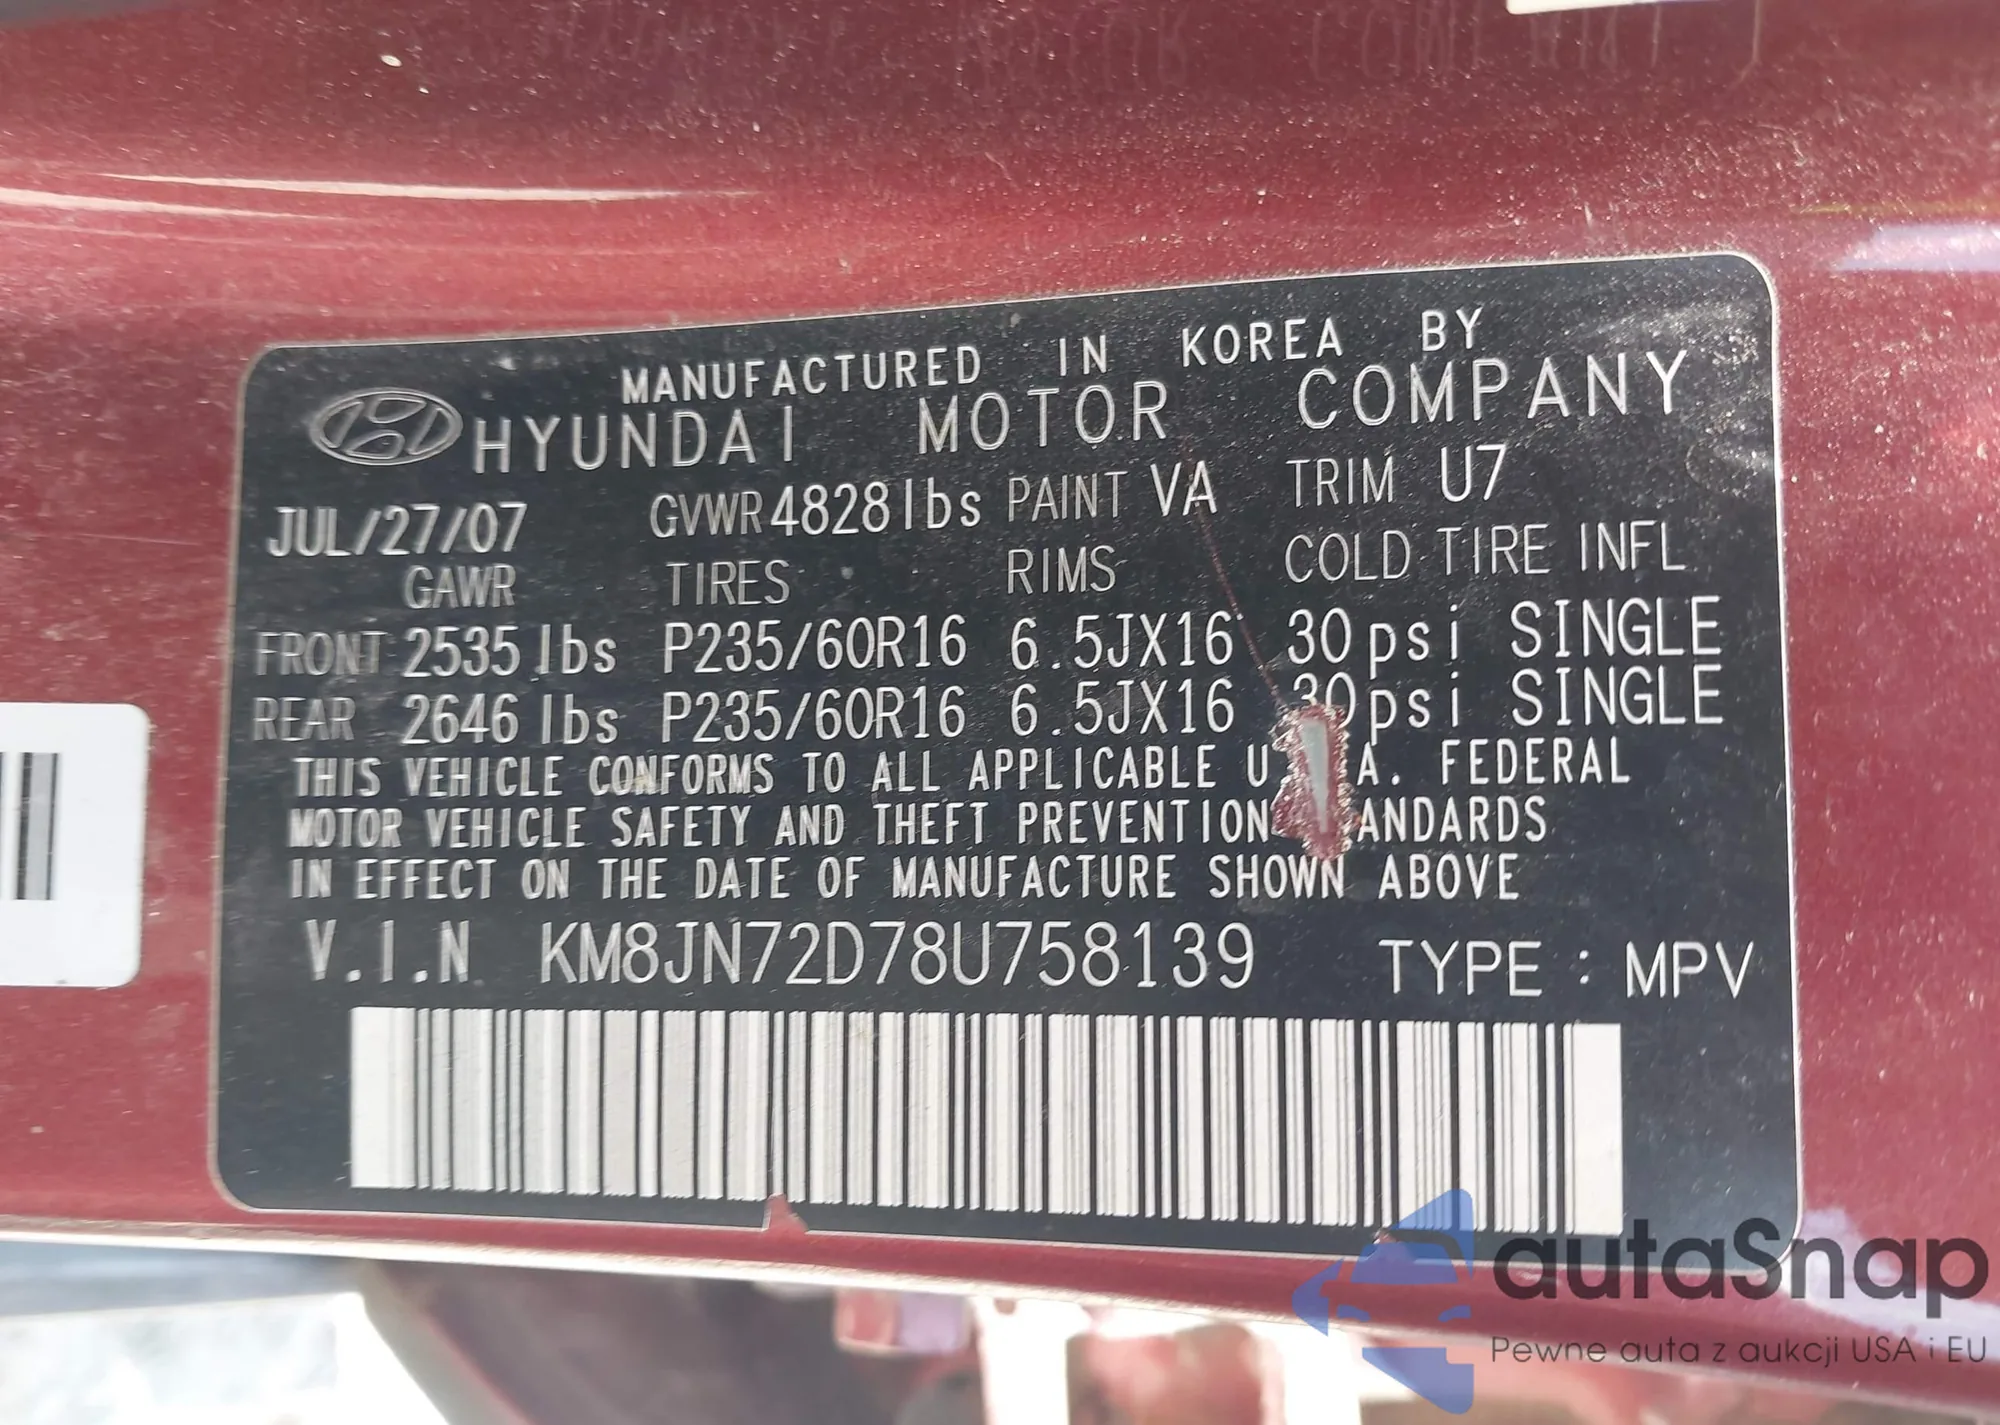 MANUFACTURED IN KOREA BY
HYUNDAI MOTOR COMPANY
JUL/27/07 GVWR 4828lbs PAINT VA TRIM U7
GAWR TIRES RIMS COLD TIRE INFL
FRONT 2535 lbs P235/60R16 6.5JX16 30psi SINGLE
REAR 2646 lbs P235/60R16 6.5JX16 30psi SINGLE
THIS VEHICLE CONFORMS TO ALL APPLICABLE U A. FEDERAL
MOTOR VEHICLE SAFETY AND THEFT PREVENTION ANDARDS
IN EFFECT ON THE DATE OF MANUFACTURE SHOWN ABOVE
V.I.N KM8JN72D78U758139 TYPE : MPV
autaSnap
Pewne auta z aukcji USA i EU